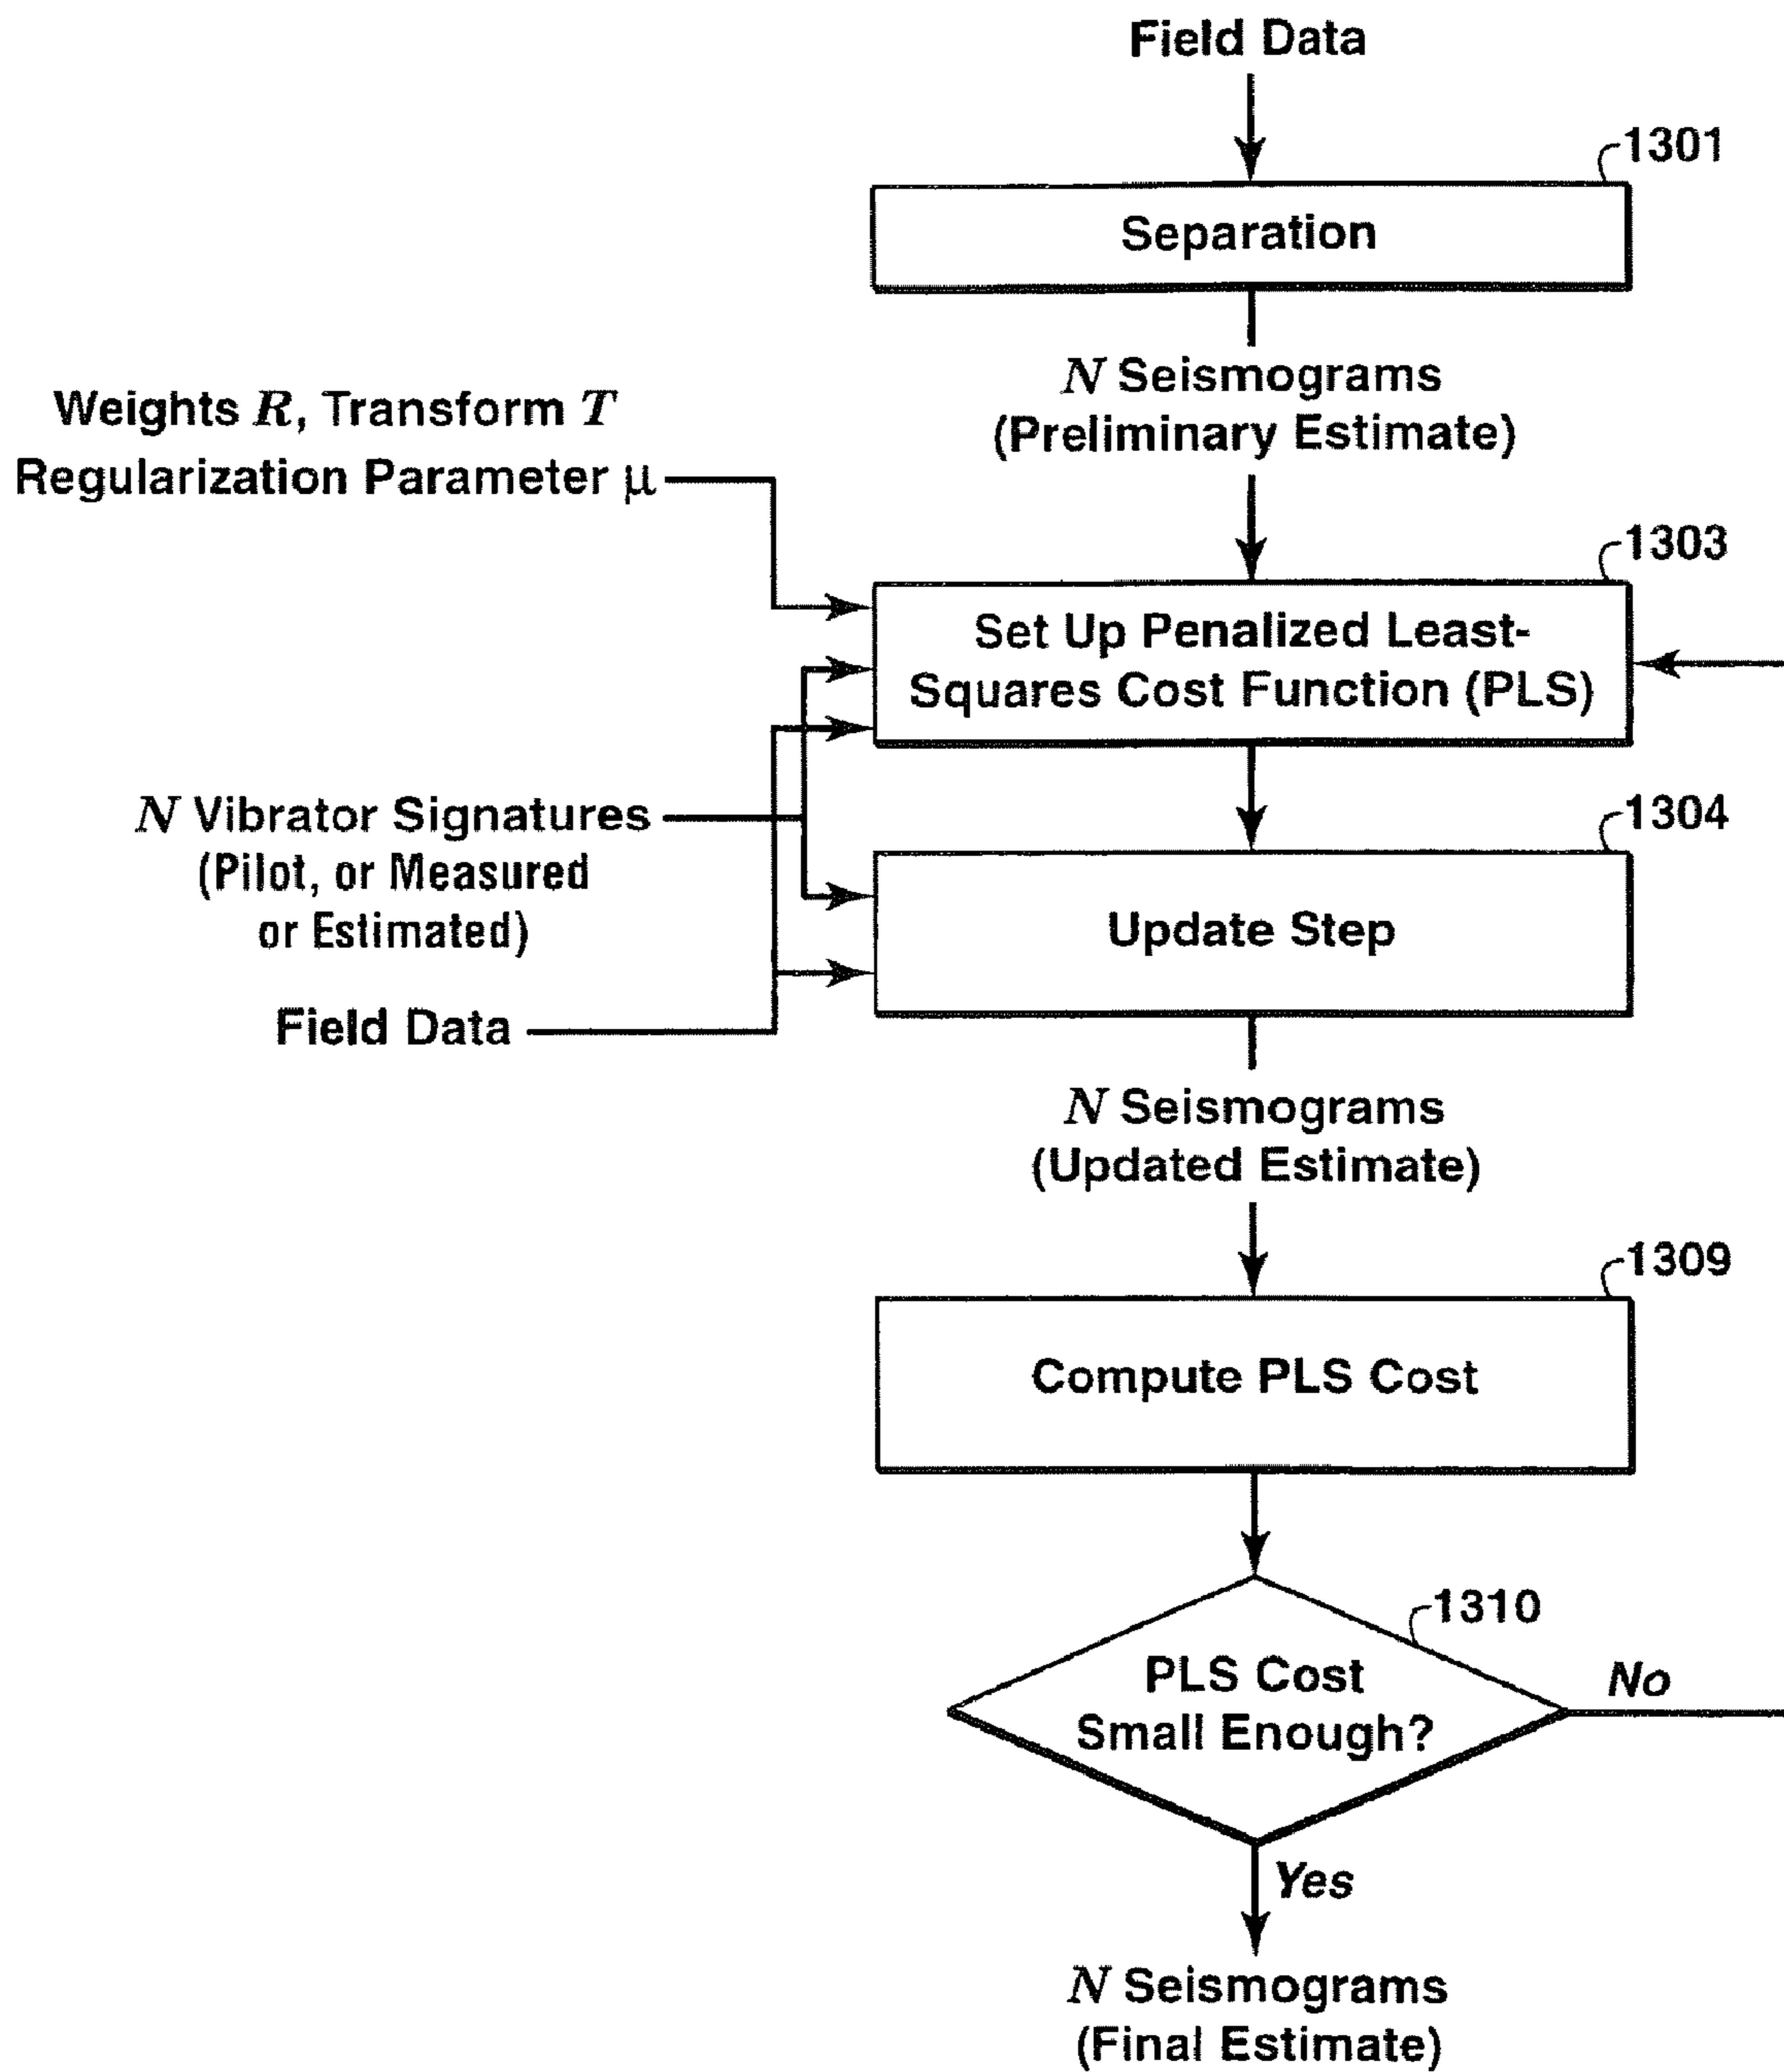 Field Data
1301
Separation
N Seismograms
(Preliminary Estimate)
Weights R, Transform T
Regularization Parameter μ
1303
Set Up Penalized Least-
Squares Cost Function (PLS)
N Vibrator Signatures
(Pilot, or Measured
or Estimated)
1304
Update Step
Field Data
N Seismograms
(Updated Estimate)
1309
Compute PLS Cost
1310
PLS Cost
Small Enough?
No
Yes
N Seismograms
(Final Estimate)